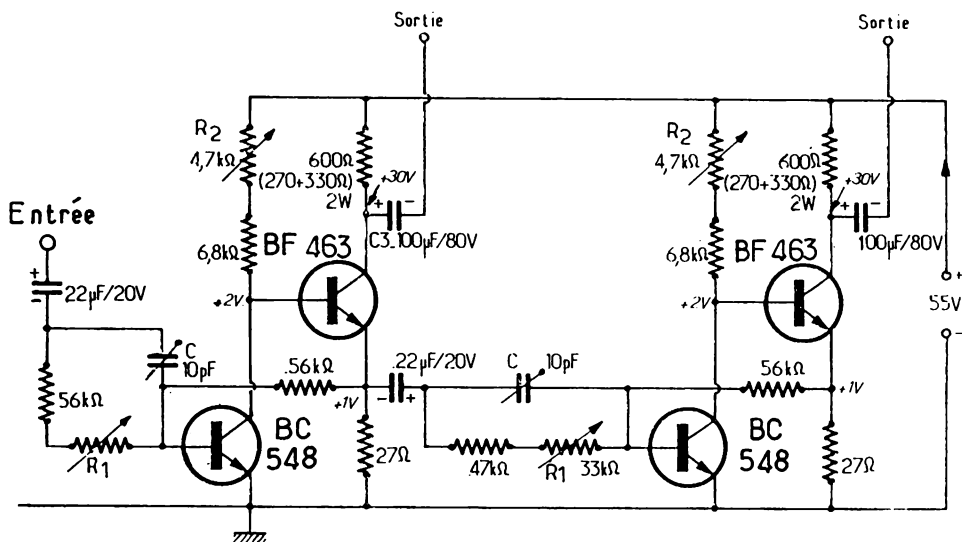 Sortie
Sortie
R2
4,7kΩ
600Ω
(270+330Ω)
2W
+30V
+ -
C3_100µF/80V
R2
4,7kΩ
600Ω
(270+330Ω)
2W
+30V
+ -
100µF/80V
Entrée
+
-
22µF/20V
6,8kΩ
BF 463
6,8kΩ
BF 463
+
55V
-
+2V
+2V
C
10pF
.56kΩ
.22µF/20V
C
10pF
56kΩ
56kΩ
+1V
- +
+1V
R1
BC
548
27Ω
.47kΩ
R1
33kΩ
BC
548
27Ω